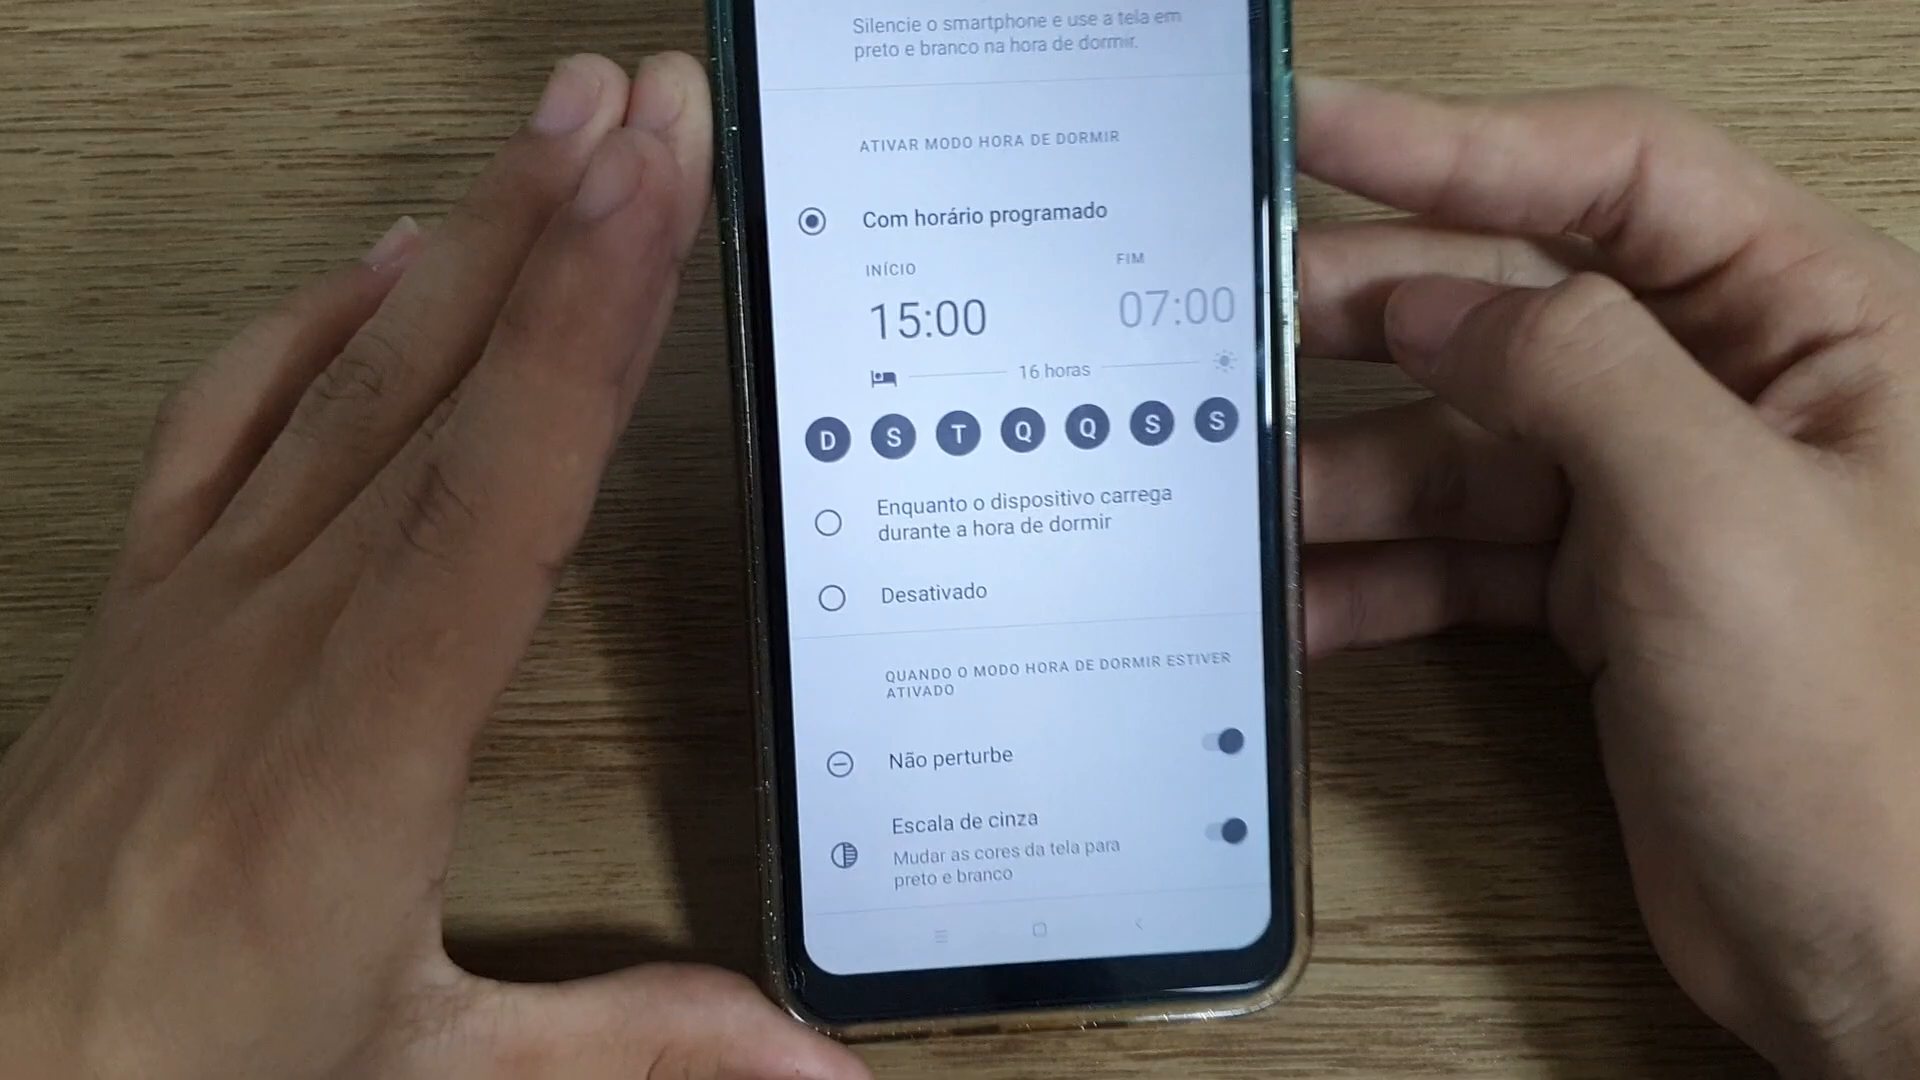 Silencie o smartphone e use a tela em
preto e branco na hora de dormir.
ATIVAR MODO HORA DE DORMIR
Com horário programado
INÍCIO FIM
15:00 07:00
16 horas
D S T Q Q S S
Enquanto o dispositivo carrega
durante a hora de dormir
Desativado
QUANDO O MODO HORA DE DORMIR ESTIVER
ATIVADO
Não perturbe
Escala de cinza
Mudar as cores da tela para
preto e branco